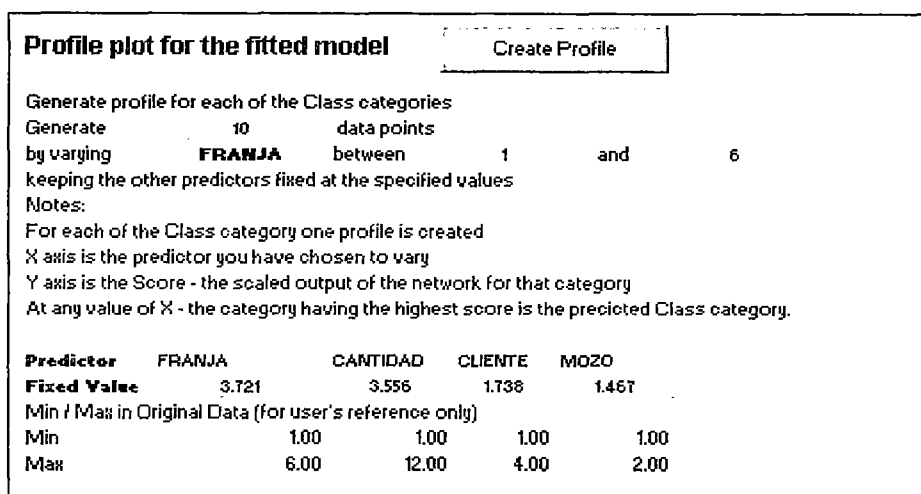 Profile plot for the fitted model Create Profile
Generate profile for each of the Class categories
Generate 10 data points
by varying FRANJA between 1 and 6
keeping the other predictors fixed at the specified values
Notes:
For each of the Class category one profile is created
X axis is the predictor you have chosen to vary
Y axis is the Score - the scaled output of the network for that category
At any value of X - the category having the highest score is the precicted Class category.
Predictor FRANJA CANTIDAD CLIENTE MOZO
Fixed Value 3.721 3.556 1.738 1.467
Min / Max in Original Data (for user's reference only)
Min 1.00 1.00 1.00 1.00
Max 6.00 12.00 4.00 2.00